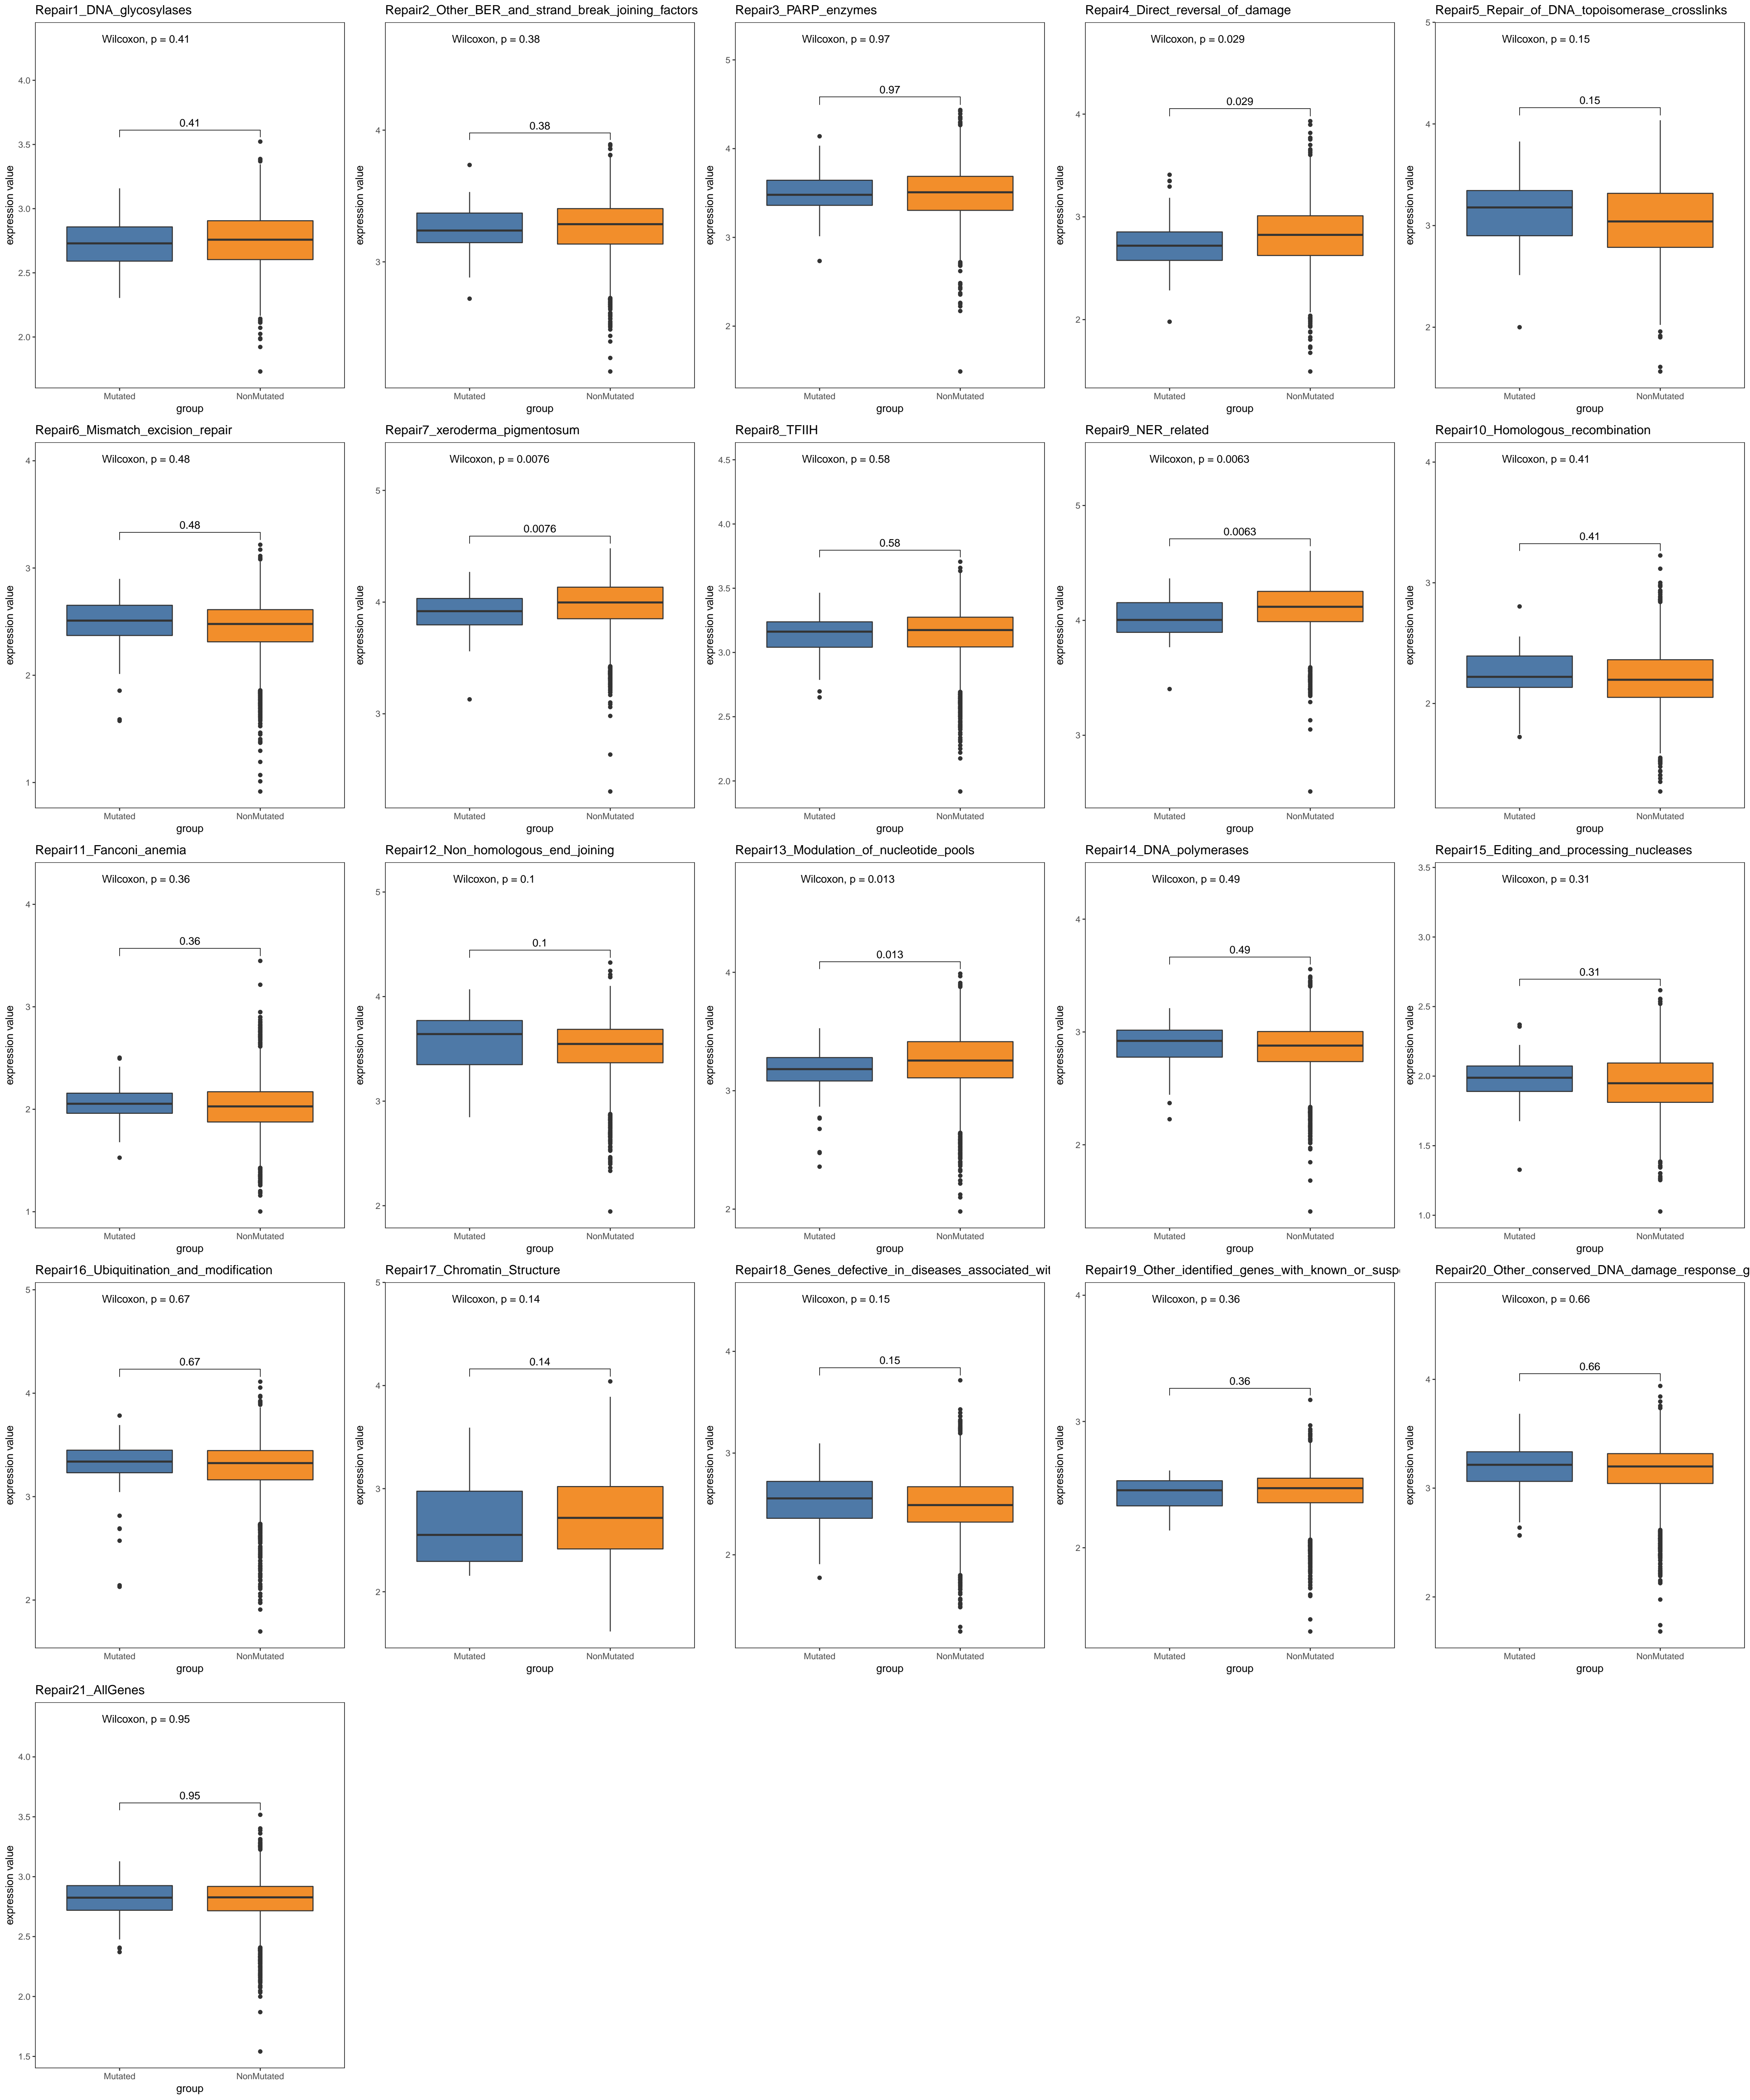 Repair1_DNA_glycosylases
Wilcoxon, p = 0.41
0.41
4.0
3.5
3.0
2.5
2.0
expression value
Mutated
NonMutated
group
Repair2_Other_BER_and_strand_break_joining_factors
Wilcoxon, p = 0.38
0.38
4
3
expression value
Mutated
NonMutated
group
Repair3_PARP_enzymes
Wilcoxon, p = 0.97
0.97
5
4
3
2
expression value
Mutated
NonMutated
group
Repair4_Direct_reversal_of_damage
Wilcoxon, p = 0.029
0.029
4
3
2
expression value
Mutated
NonMutated
group
Repair5_Repair_of_DNA_topoisomerase_crosslinks
Wilcoxon, p = 0.15
0.15
5
4
3
2
expression value
Mutated
NonMutated
group
Repair6_Mismatch_excision_repair
Wilcoxon, p = 0.48
0.48
4
3
2
1
expression value
Mutated
NonMutated
group
Repair7_xeroderma_pigmentosum
Wilcoxon, p = 0.0076
0.0076
5
4
3
expression value
Mutated
NonMutated
group
Repair8_TFIIH
Wilcoxon, p = 0.58
0.58
4.5
4.0
3.5
3.0
2.5
2.0
expression value
Mutated
NonMutated
group
Repair9_NER_related
Wilcoxon, p = 0.0063
0.0063
5
4
3
expression value
Mutated
NonMutated
group
Repair10_Homologous_recombination
Wilcoxon, p = 0.41
0.41
4
3
2
expression value
Mutated
NonMutated
group
Repair11_Fanconi_anemia
Wilcoxon, p = 0.36
0.36
4
3
2
1
expression value
Mutated
NonMutated
group
Repair12_Non_homologous_end_joining
Wilcoxon, p = 0.1
0.1
5
4
3
2
expression value
Mutated
NonMutated
group
Repair13_Modulation_of_nucleotide_pools
Wilcoxon, p = 0.013
0.013
4
3
2
expression value
Mutated
NonMutated
group
Repair14_DNA_polymerases
Wilcoxon, p = 0.49
0.49
4
3
2
expression value
Mutated
NonMutated
group
Repair15_Editing_and_processing_nucleases
Wilcoxon, p = 0.31
0.31
3.5
3.0
2.5
2.0
1.5
1.0
expression value
Mutated
NonMutated
group
Repair16_Ubiquitination_and_modification
Wilcoxon, p = 0.67
0.67
5
4
3
2
expression value
Mutated
NonMutated
group
Repair17_Chromatin_Structure
Wilcoxon, p = 0.14
0.14
5
4
3
2
expression value
Mutated
NonMutated
group
Repair18_Genes_defective_in_diseases_associated_wit
Wilcoxon, p = 0.15
0.15
4
3
2
expression value
Mutated
NonMutated
group
Repair19_Other_identified_genes_with_known_or_susp
Wilcoxon, p = 0.36
0.36
4
3
2
expression value
Mutated
NonMutated
group
Repair20_Other_conserved_DNA_damage_response_g
Wilcoxon, p = 0.66
0.66
4
3
2
expression value
Mutated
NonMutated
group
Repair21_AllGenes
Wilcoxon, p = 0.95
0.95
4.0
3.5
3.0
2.5
2.0
1.5
expression value
Mutated
NonMutated
group